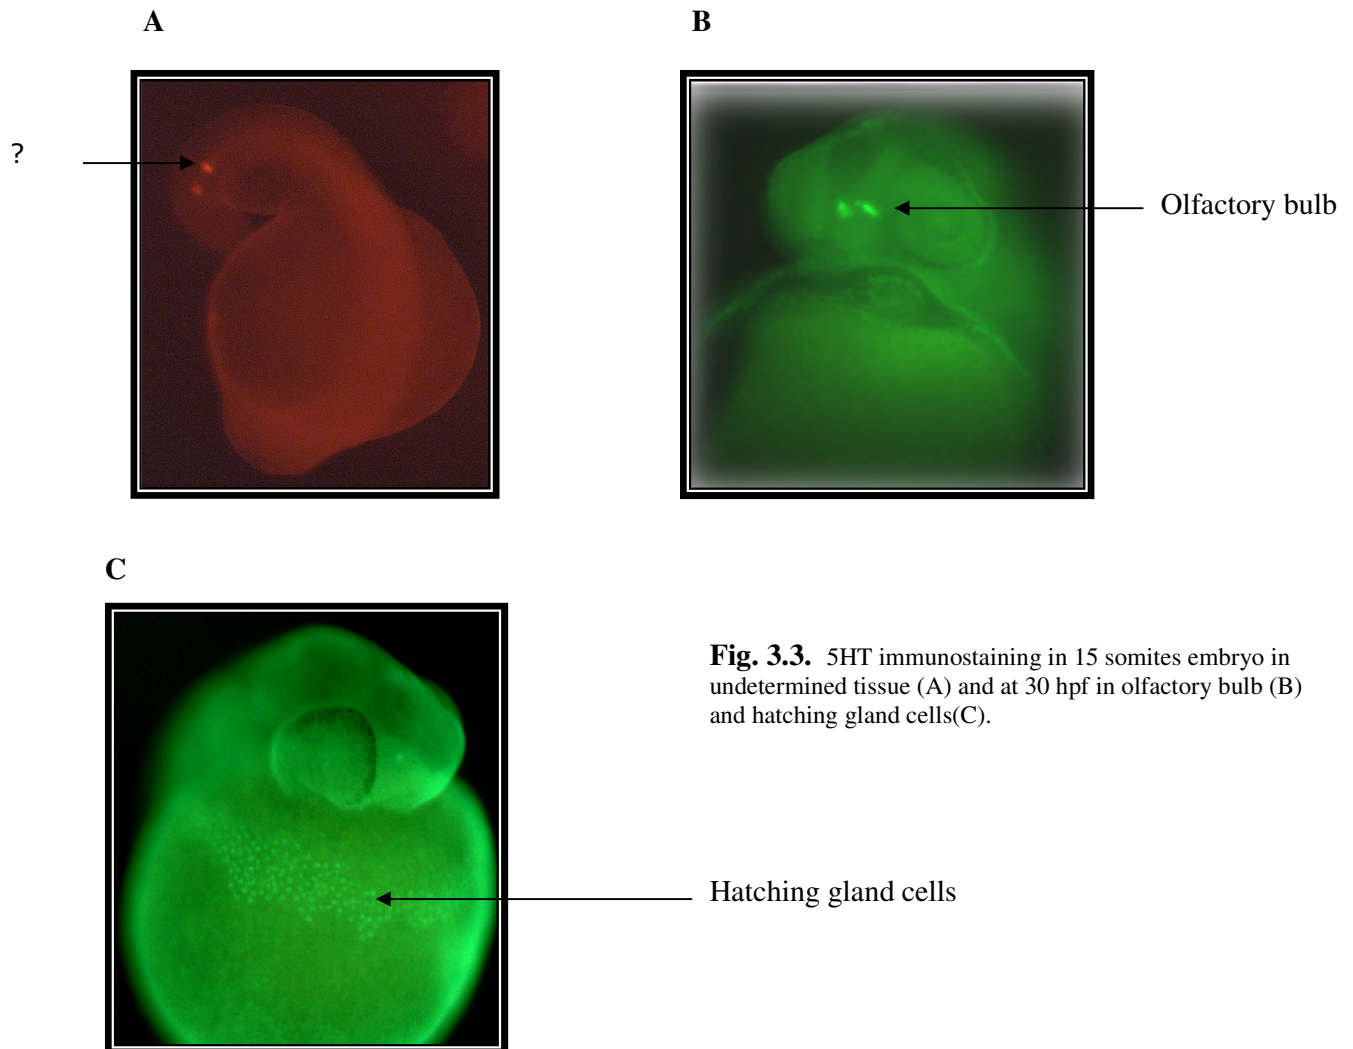 A
B
?
Olfactory bulb
C
Fig. 3.3. 5HT immunostaining in 15 somites embryo in
undetermined tissue (A) and at 30 hpf in olfactory bulb (B)
and hatching gland cells(C).
Hatching gland cells